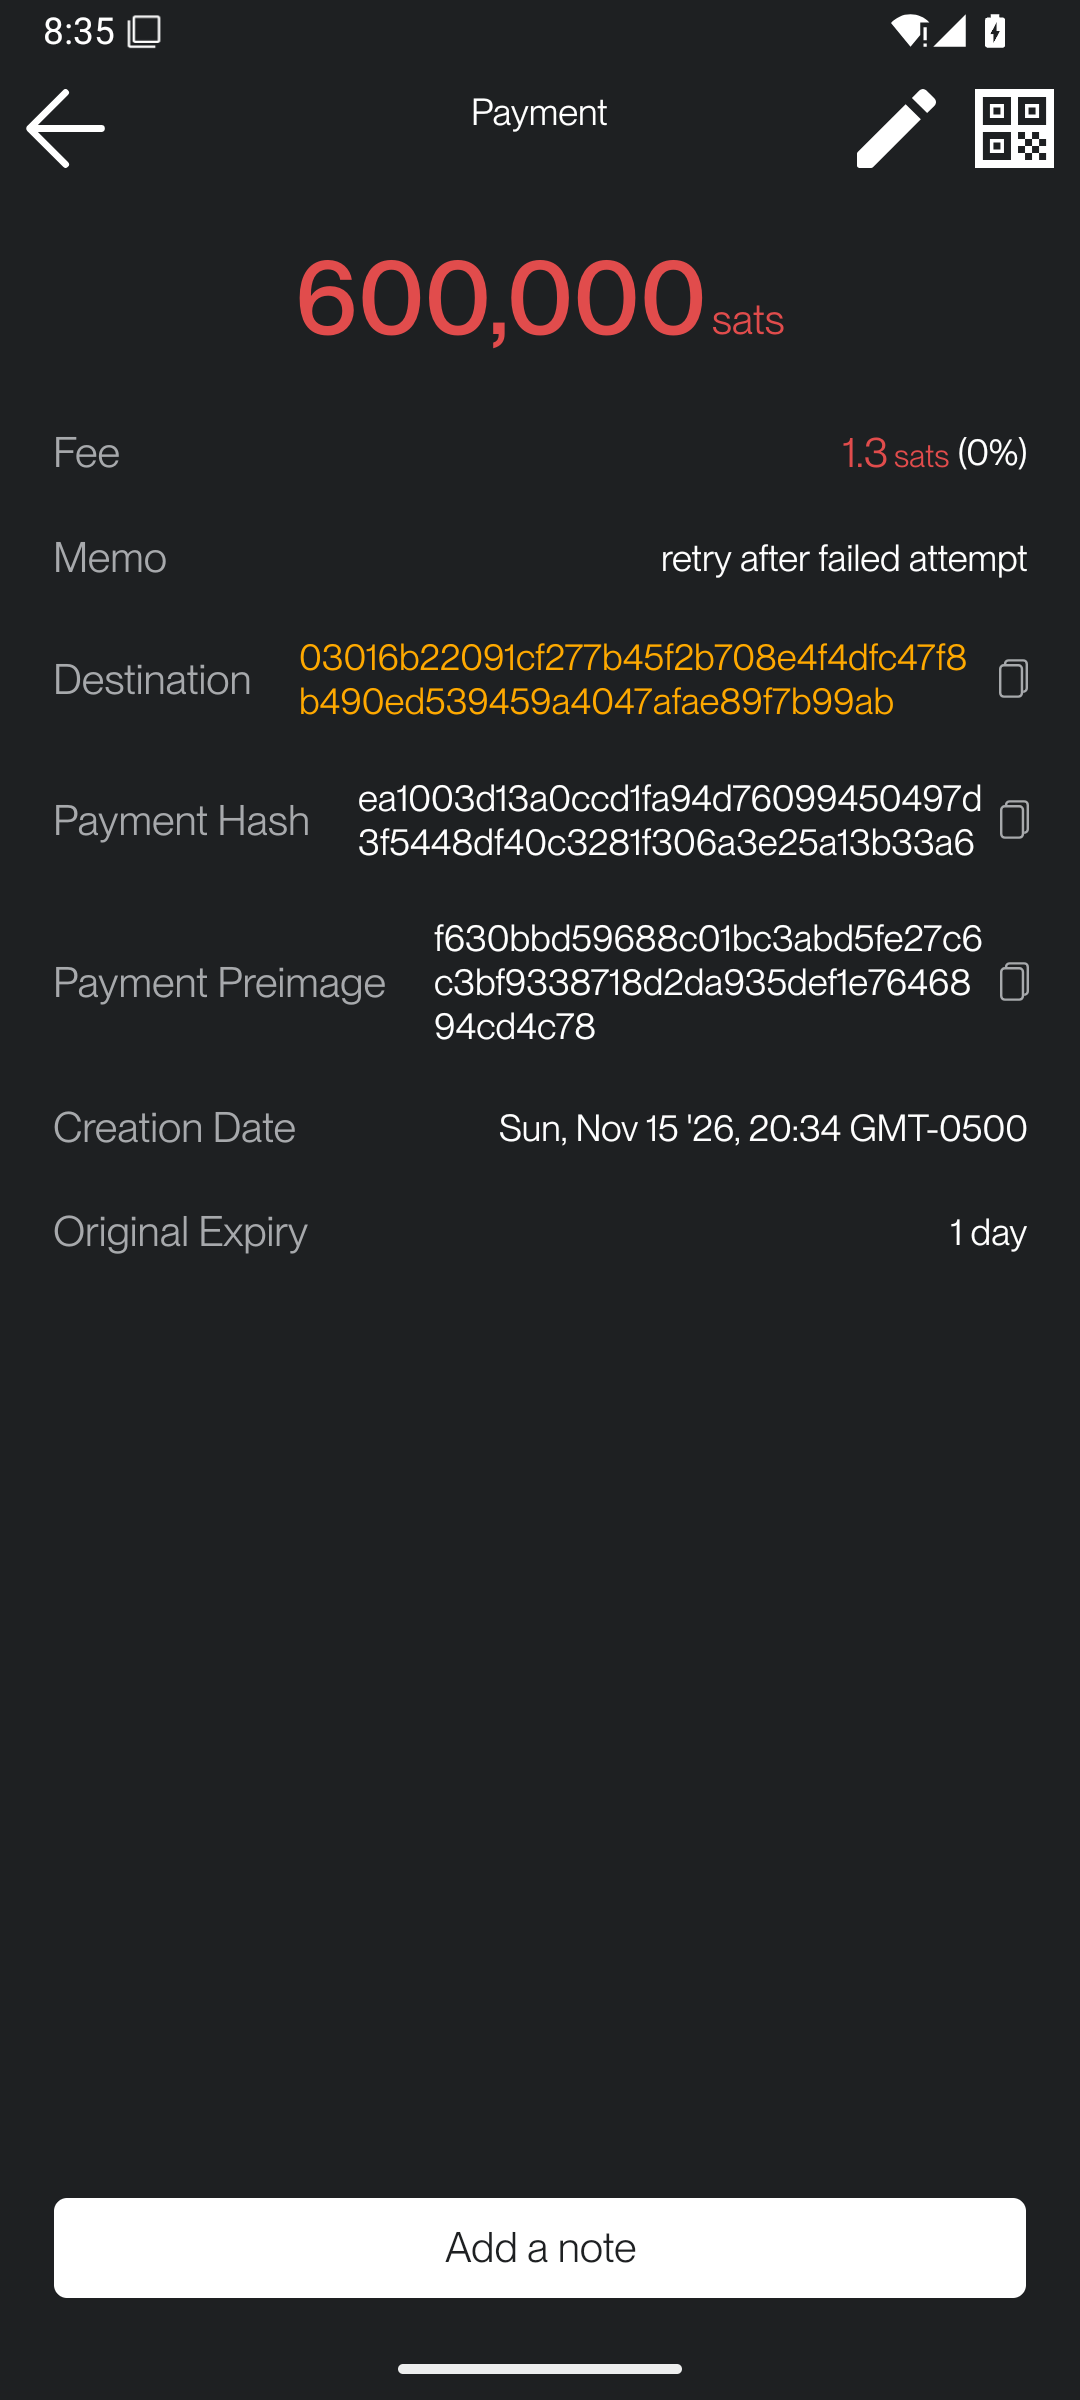 8:35
Payment
600,000 sats
Fee 1.3 sats (0%)
Memo retry after failed attempt
Destination 03016b22091cf277b45f2b708e4f4dfc47f8
b490ed539459a4047afae89f7b99ab
Payment Hash ea1003d13a0ccd1fa94d76099450497d
3f5448df40c3281f306a3e25a13b33a6
Payment Preimage f630bbd59688c01bc3abd5fe27c6
c3bf9338718d2da935def1e76468
94cd4c78
Creation Date Sun, Nov 15 '26, 20:34 GMT-0500
Original Expiry 1 day
Add a note